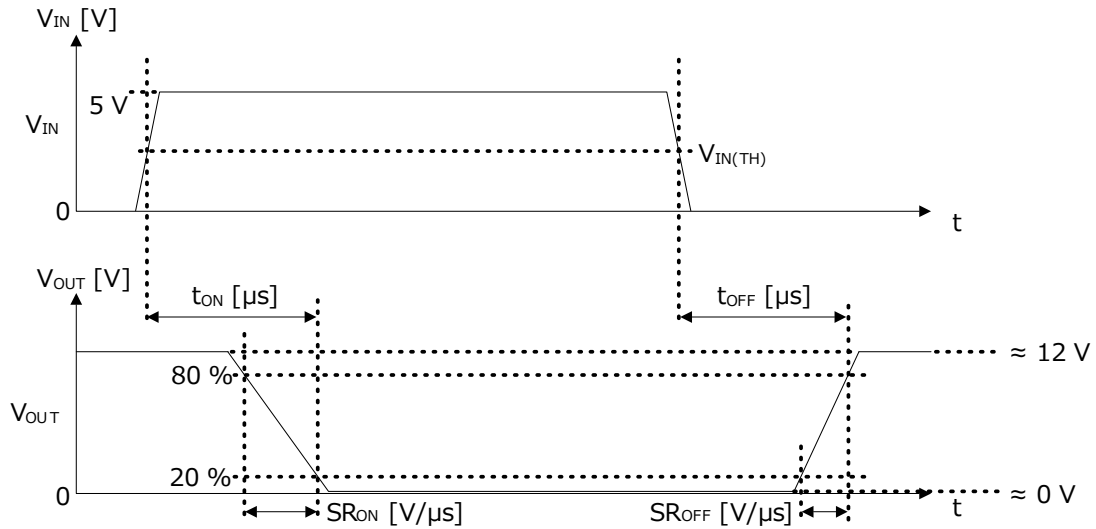 VIN [V]
5 V
VIN
VIN(TH)
0
t
VOUT [V]
tON [μs]
tOFF [μs]
≈ 12 V
80 %
VOUT
20 %
0
SRON [V/μs]
SROFF [V/μs]
t
≈ 0 V